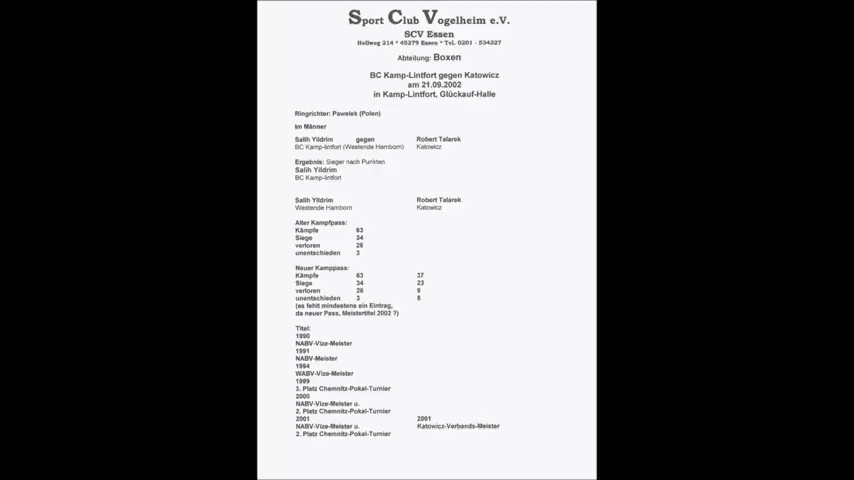 Sport Club Vogelheim e.V.
SCV Essen
Hellweg 214 * 45279 Essen * Tel. 0201 - 534327
Abteilung: Boxen
BC Kamp-Lintfort gegen Katowicz
am 21.09.2002
in Kamp-Lintfort, Glückauf-Halle
Ringrichter: Pawelek (Polen)
Im Männer
Salih Yildrim gegen Robert Talarek
BC Kamp-lintfort (Westende Hamborn) Katowicz
Ergebnis: Sieger nach Punkten
Salih Yildrim
BC Kamp-lintfort
Salih Yildrim Robert Talarek
Westende Hamborn Katowicz
Alter Kampfpass:
Kämpfe 63
Siege 34
verloren 26
unentschieden 3
Neuer Kamppass:
Kämpfe 63 37
Siege 34 23
verloren 26 9
unentschieden 3 5
(es fehlt mindestens ein Eintrag,
da neuer Pass, Meistertitel 2002 ?)
Titel:
1990
NABV-Vize-Meister
1991
NABV-Meister
1994
WABV-Vize-Meister
1999
3. Platz Chemnitz-Pokal-Turnier
2000
NABV-Vize-Meister u.
2. Platz Chemnitz-Pokal-Turnier
2001 2001
NABV-Vize-Meister u. Katowicz-Verbands-Meister
2. Platz Chemnitz-Pokal-Turnier